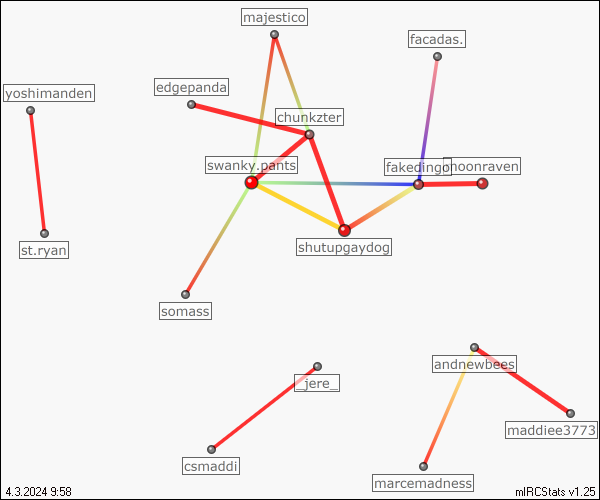 majestico
facadas.
edgepanda
yoshimanden
chunkzter
swanky.pants
fakedingo
shutupgaydog
st.ryan
somass
andnewbees
_jere_
maddiee3773
csmaddi
marcemadness
4.3.2024 9:58
mIRCStats v1.25